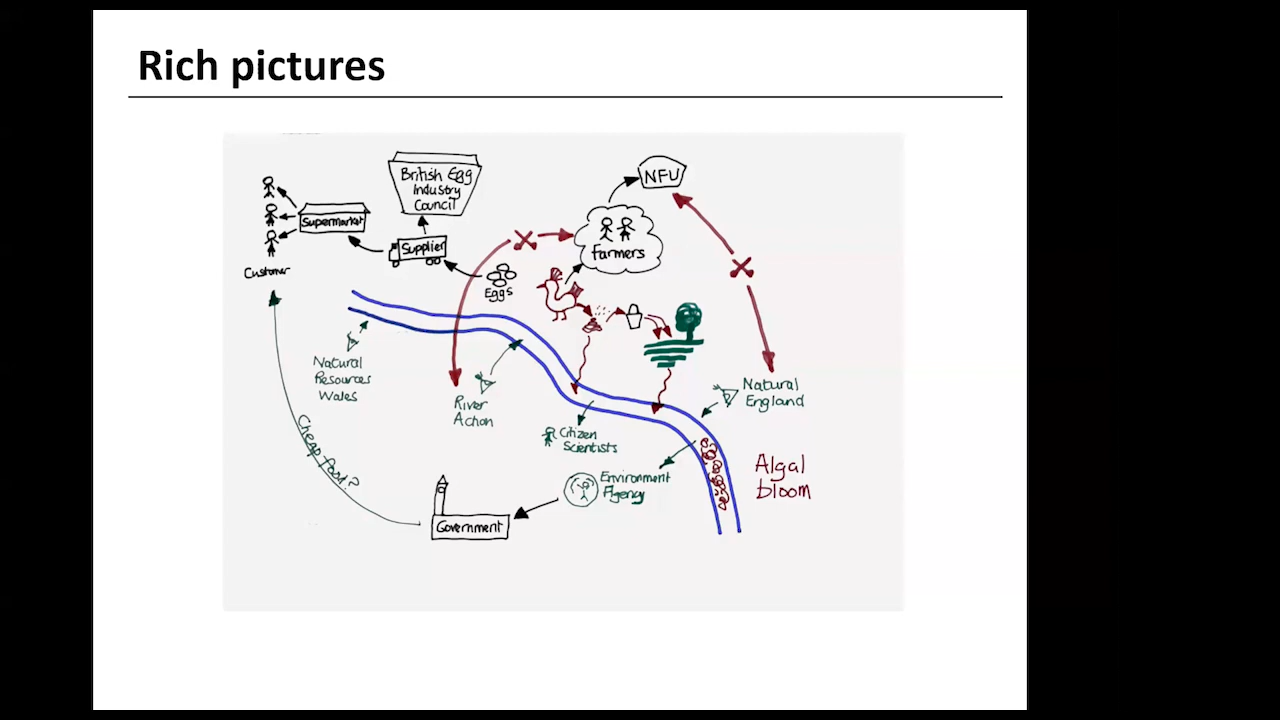 Rich pictures
British Egg
Industry
Council
NFU
Supermarket
Supplier
Farmers
Customer
Eggs
Natural
Resources
Wales
River
Action
Natural
England
Citizen
Scientists
Algal
bloom
Environment
Agency
Cheap food?
Government